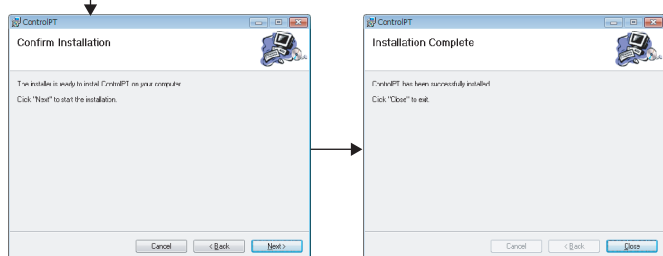 ControlPT
Confirm Installation
The installer is ready to install ControlPT on your computer.
Click "Next" to start the installation.
Cancel
< Back
Next >
ControlPT
Installation Complete
ControlPT has been successfully installed.
Click "Close" to exit.
Cancel
< Back
Close